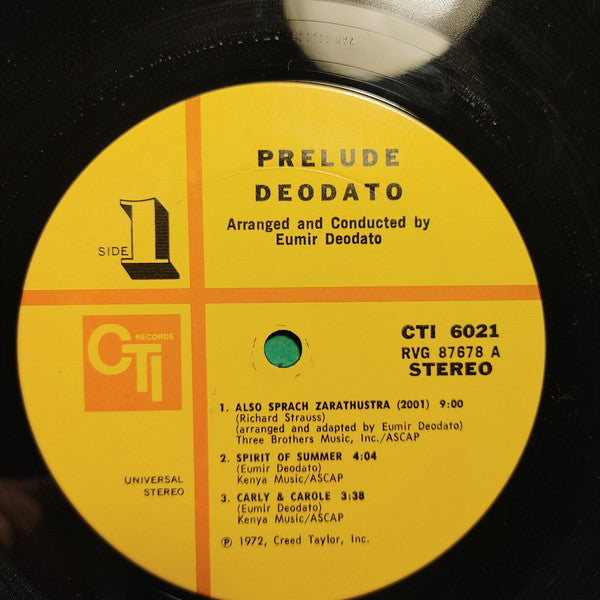 PRELUDE
DEODATO
Arranged and Conducted by
Eumir Deodato
SIDE 1
CTI RECORDS
CTI 6021
RVG 87678 A
STEREO
1. ALSO SPRACH ZARATHUSTRA (2001) 9:00
(Richard Strauss)
(arranged and adapted by Eumir Deodato)
Three Brothers Music, Inc./ASCAP
2. SPIRIT OF SUMMER 4:04
(Eumir Deodato)
Kenya Music/ASCAP
3. CARLY & CAROLE 3:38
(Eumir Deodato)
Kenya Music/ASCAP
℗ 1972, Creed Taylor, Inc.
UNIVERSAL
STEREO